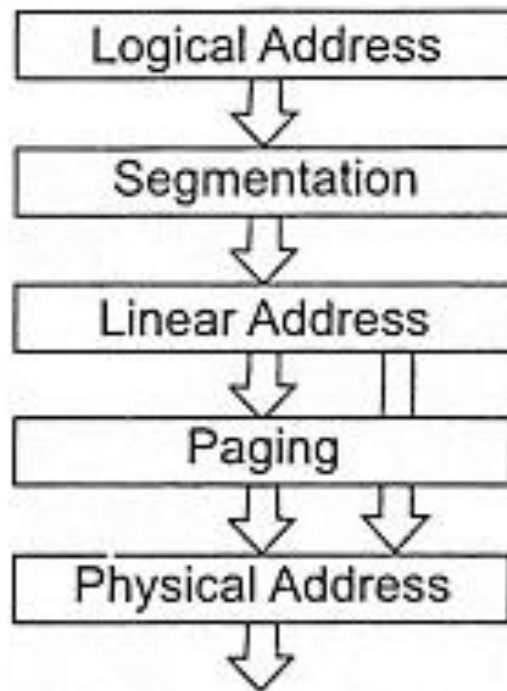 Logical Address
Segmentation
Linear Address
Paging
Physical Address